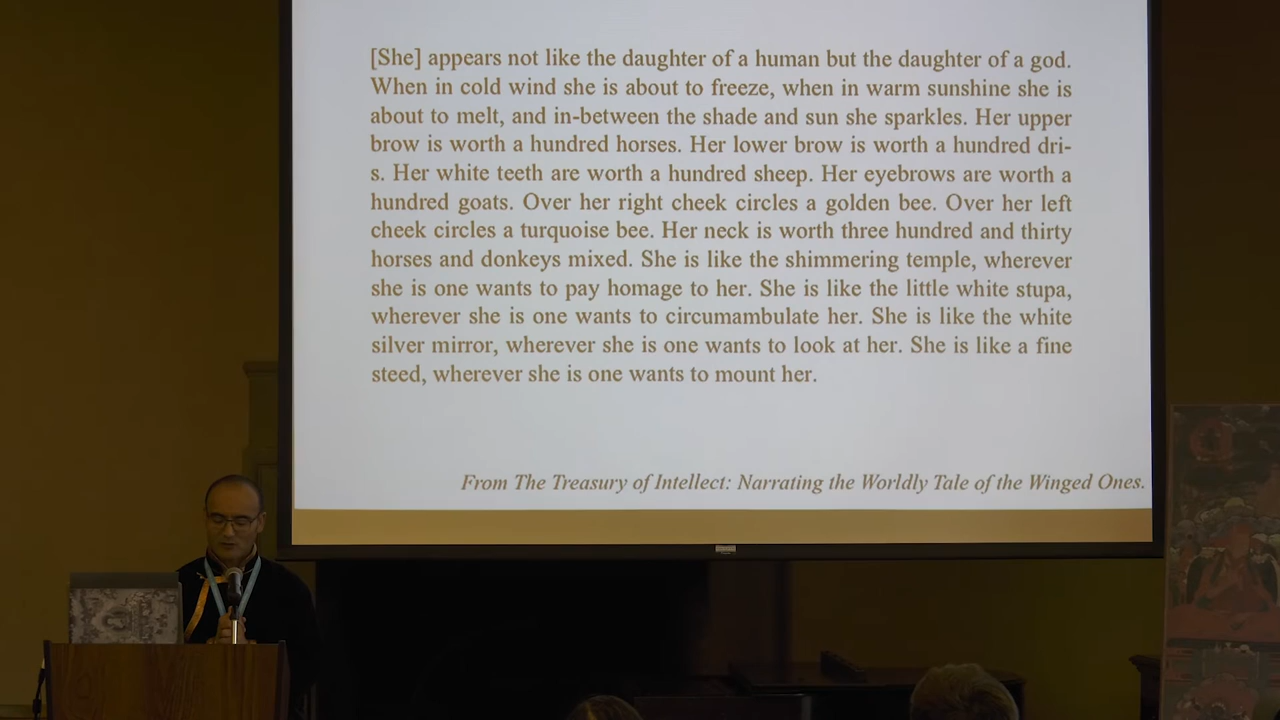 [She] appears not like the daughter of a human but the daughter of a god.
When in cold wind she is about to freeze, when in warm sunshine she is
about to melt, and in-between the shade and sun she sparkles. Her upper
brow is worth a hundred horses. Her lower brow is worth a hundred dri-
s. Her white teeth are worth a hundred sheep. Her eyebrows are worth a
hundred goats. Over her right cheek circles a golden bee. Over her left
cheek circles a turquoise bee. Her neck is worth three hundred and thirty
horses and donkeys mixed. She is like the shimmering temple, wherever
she is one wants to pay homage to her. She is like the little white stupa,
wherever she is one wants to circumambulate her. She is like the white
silver mirror, wherever she is one wants to look at her. She is like a fine
steed, wherever she is one wants to mount her.
From The Treasury of Intellect: Narrating the Worldly Tale of the Winged Ones.